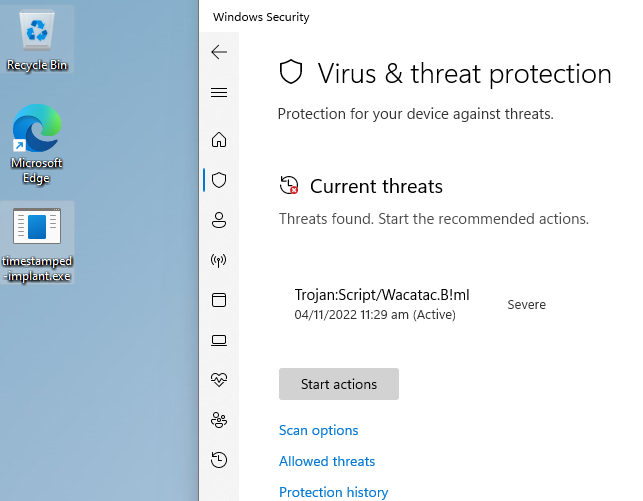 Recycle Bin
Microsoft
Edge
timestamped
-implant.exe
Windows Security
Virus & threat protection
Protection for your device against threats.
Current threats
Threats found. Start the recommended actions.
Trojan:Script/Wacatac.B!ml
04/11/2022 11:29 am (Active)
Severe
Start actions
Scan options
Allowed threats
Protection history